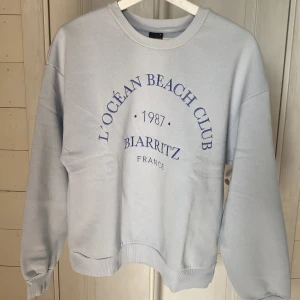 L'OCÉAN BEACH CLUB
• 1987 •
BIARRITZ
FRANCE